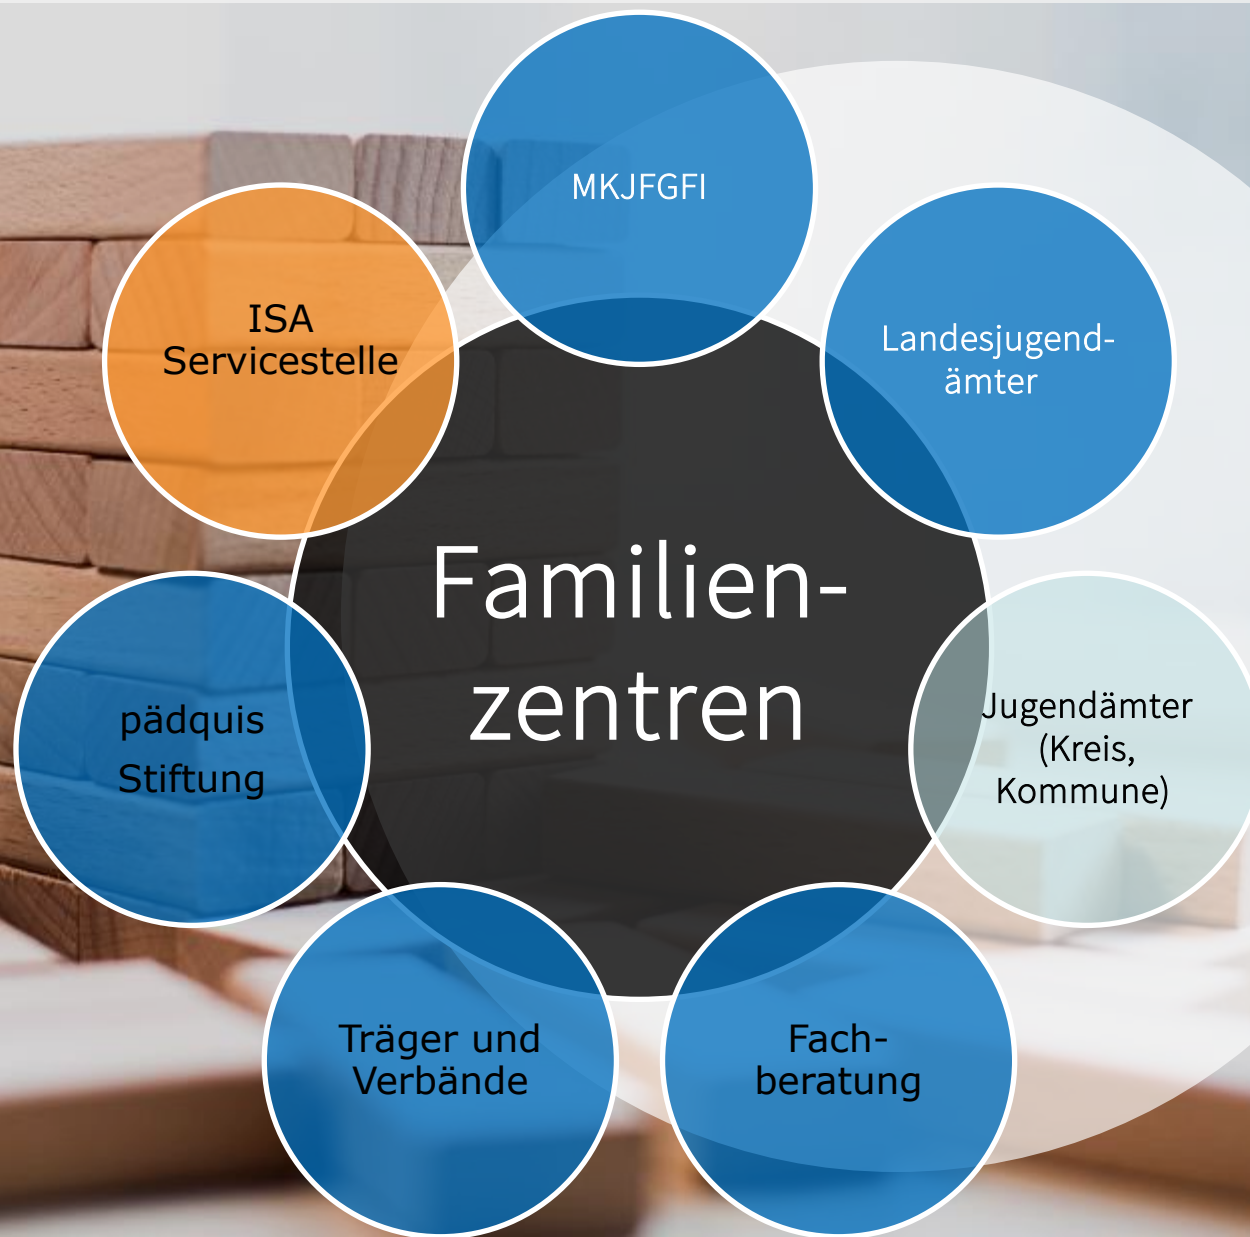 MKJFGFI
Landesjugend-
ämter
Jugendämter
(Kreis,
Kommune)
Fach-
beratung
Träger und
Verbände
pädquis
Stiftung
ISA
Servicestelle
Familien-
zentren